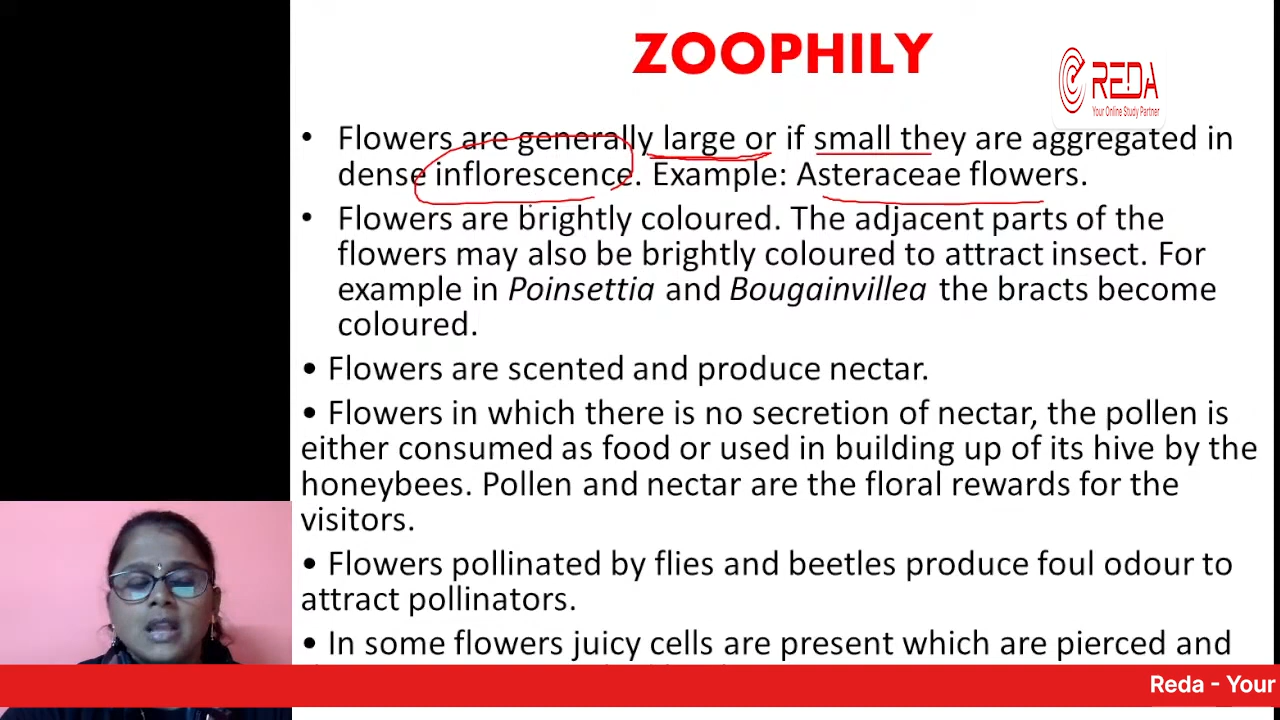 ZOOPHILY
REDA
Your Online Study Partner
• Flowers are generally large or if small they are aggregated in
dense inflorescence. Example: Asteraceae flowers.
• Flowers are brightly coloured. The adjacent parts of the
flowers may also be brightly coloured to attract insect. For
example in Poinsettia and Bougainvillea the bracts become
coloured.
• Flowers are scented and produce nectar.
• Flowers in which there is no secretion of nectar, the pollen is
either consumed as food or used in building up of its hive by the
honeybees. Pollen and nectar are the floral rewards for the
visitors.
• Flowers pollinated by flies and beetles produce foul odour to
attract pollinators.
• In some flowers juicy cells are present which are pierced and
Reda - Your